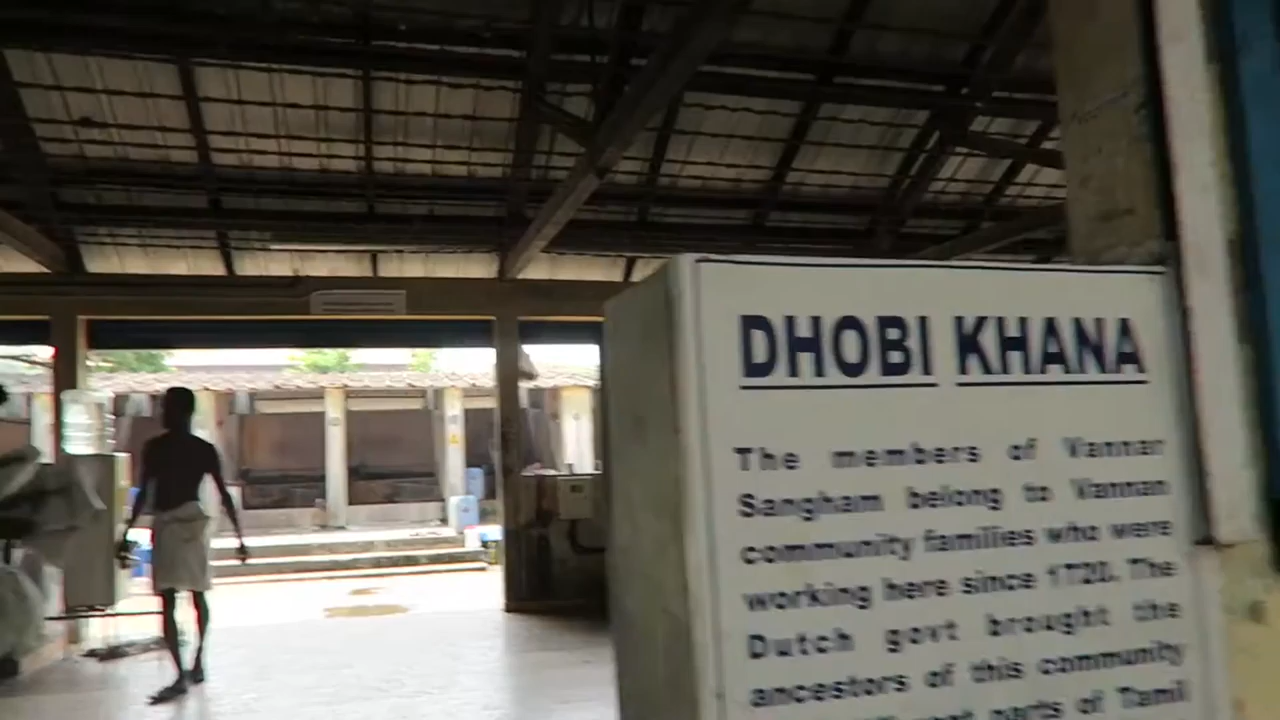 DHOBI KHANA
The members of Vannar
Sangham belong to Vannan
community families who were
working here since 1720. The
Dutch govt brought the
ancestors of this community
parts of Tamil